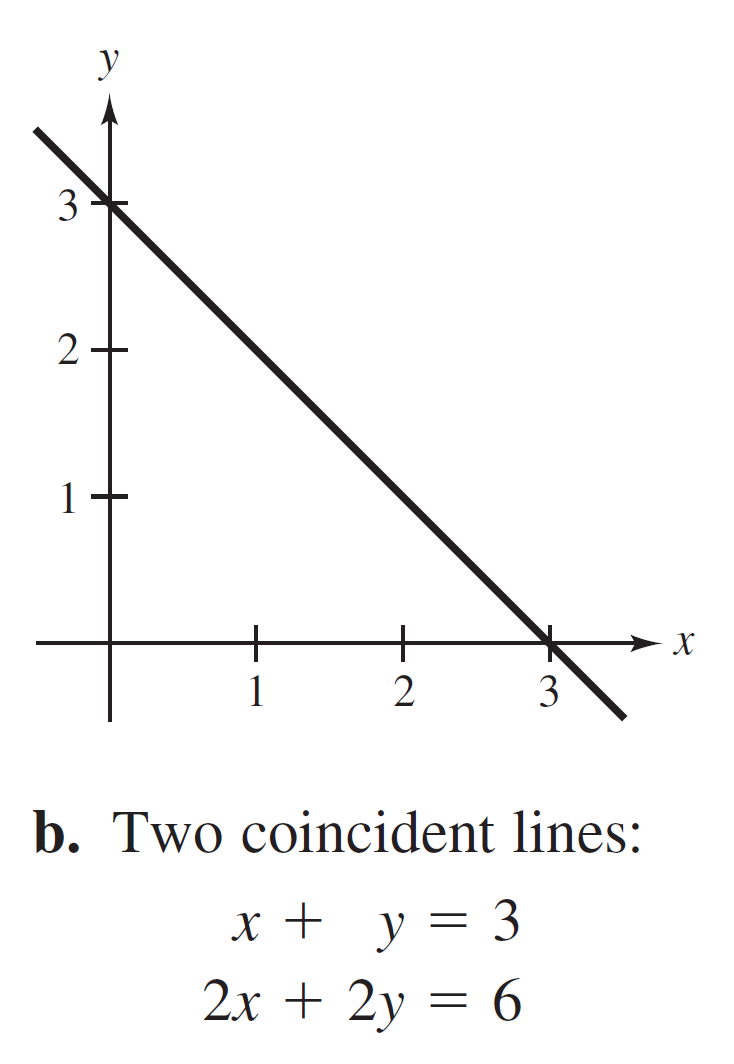 y
3
2
1
x
1 2 3
b. Two coincident lines:
x + y = 3
2x + 2y = 6